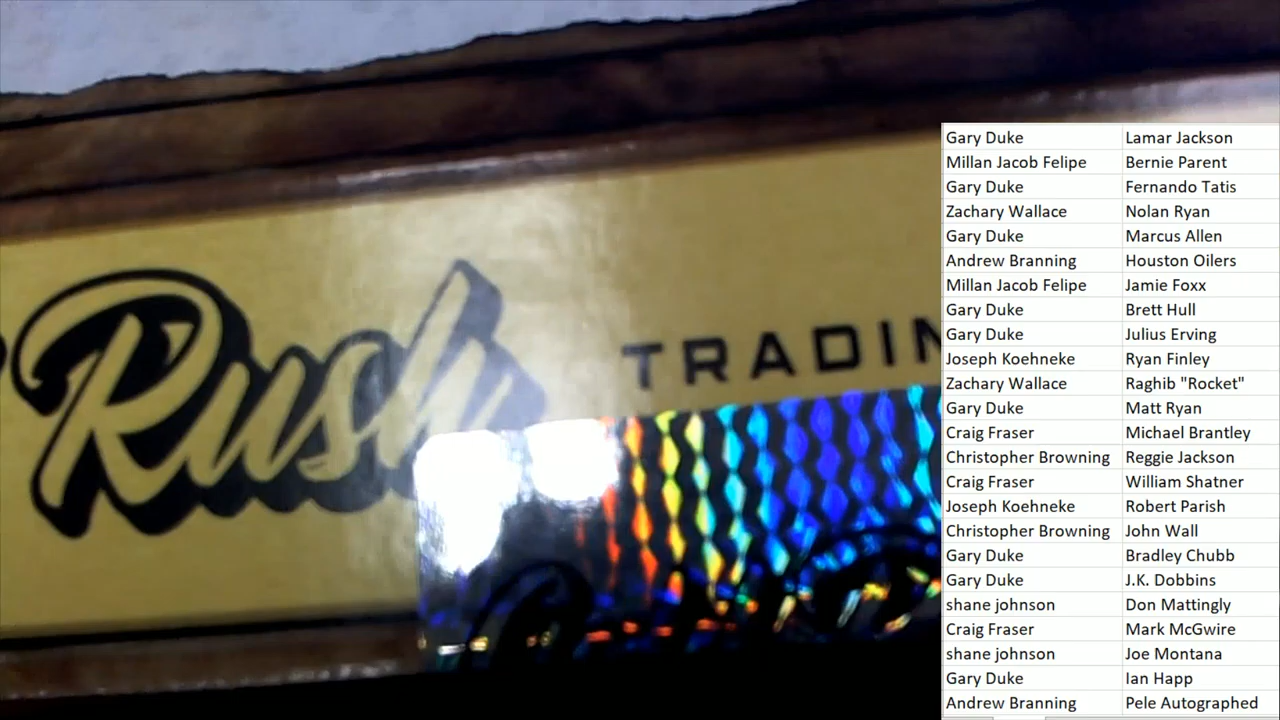 Rush TRADIN
Gary Duke Lamar Jackson
Millan Jacob Felipe Bernie Parent
Gary Duke Fernando Tatis
Zachary Wallace Nolan Ryan
Gary Duke Marcus Allen
Andrew Branning Houston Oilers
Millan Jacob Felipe Jamie Foxx
Gary Duke Brett Hull
Gary Duke Julius Erving
Joseph Koehneke Ryan Finley
Zachary Wallace Raghib "Rocket"
Gary Duke Matt Ryan
Craig Fraser Michael Brantley
Christopher Browning Reggie Jackson
Craig Fraser William Shatner
Joseph Koehneke Robert Parish
Christopher Browning John Wall
Gary Duke Bradley Chubb
Gary Duke J.K. Dobbins
shane johnson Don Mattingly
Craig Fraser Mark McGwire
shane johnson Joe Montana
Gary Duke Ian Happ
Andrew Branning Pele Autographed